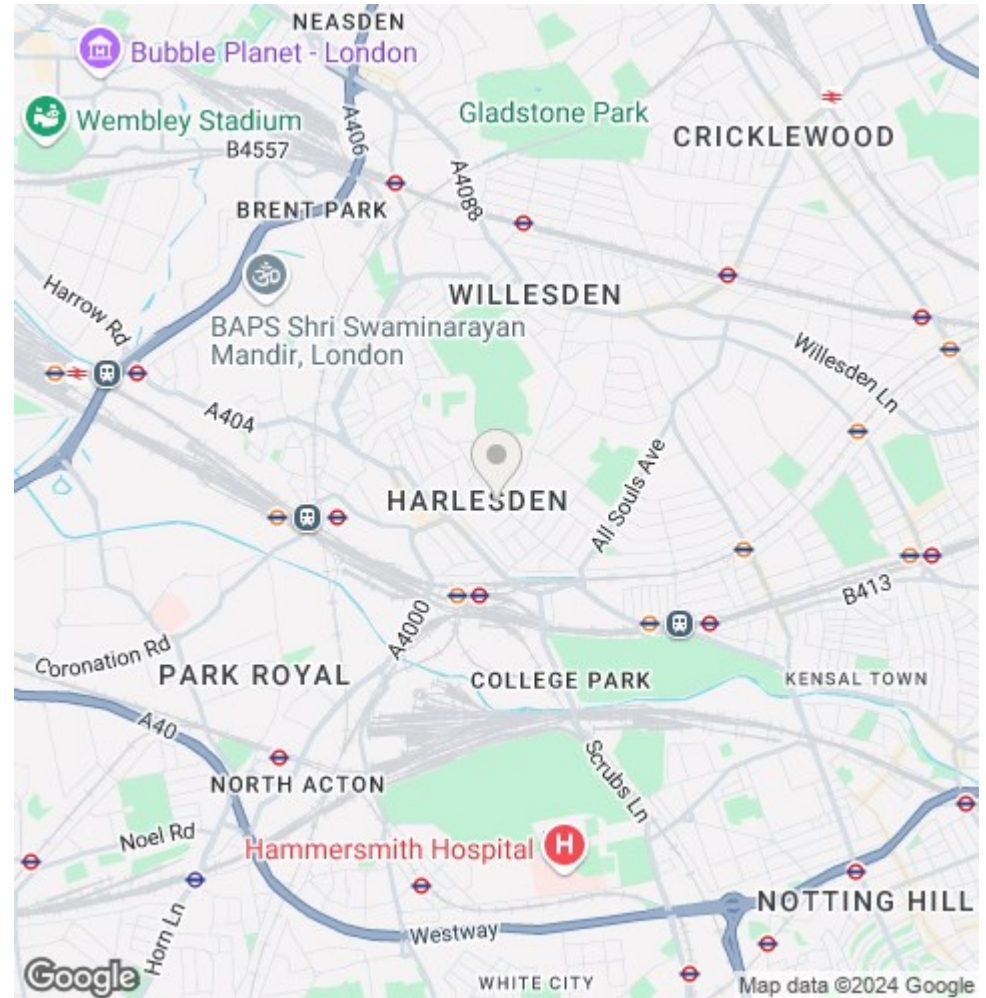 NEASDEN
Bubble Planet - London
Gladstone Park
Wembley Stadium
A406
CRICKLEWOOD
B4557
A4088
BRENT PARK
Harrow Rd
WILLESDEN
BAPS Shri Swaminarayan
Mandir, London
Willesden Ln
A404
All Souls Ave
HARLESDEN
B413
A4000
Coronation Rd
PARK ROYAL
COLLEGE PARK
KENSAL TOWN
A40
NORTH ACTON
Scrubs Ln
Noel Rd
Hammersmith Hospital
H
NOTTING HILL
Horn Ln
Westway
WHITE CITY
Google
Map data ©2024 Google